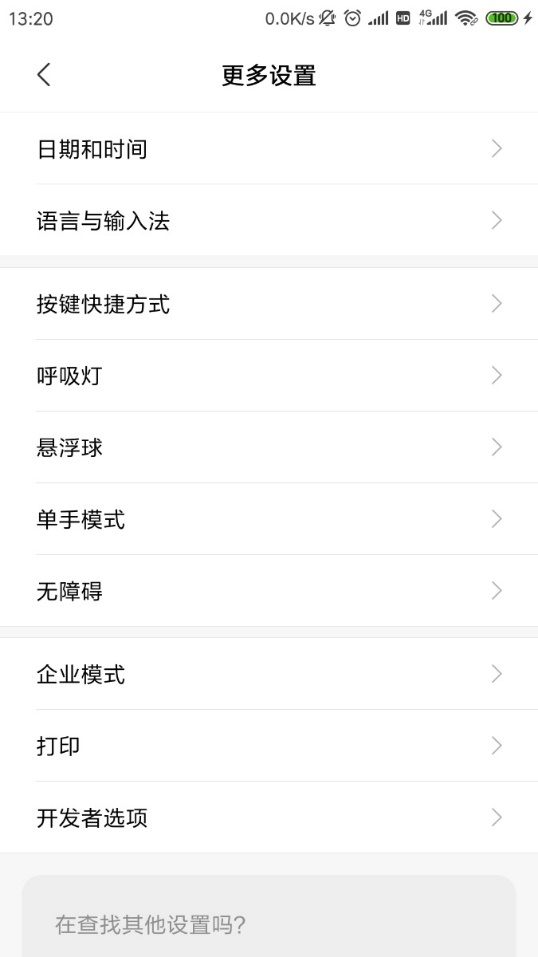 13:20 0.0K/s HD 4G 100
更多设置
日期和时间
语言与输入法
按键快捷方式
呼吸灯
悬浮球
单手模式
无障碍
企业模式
打印
开发者选项
在查找其他设置吗?